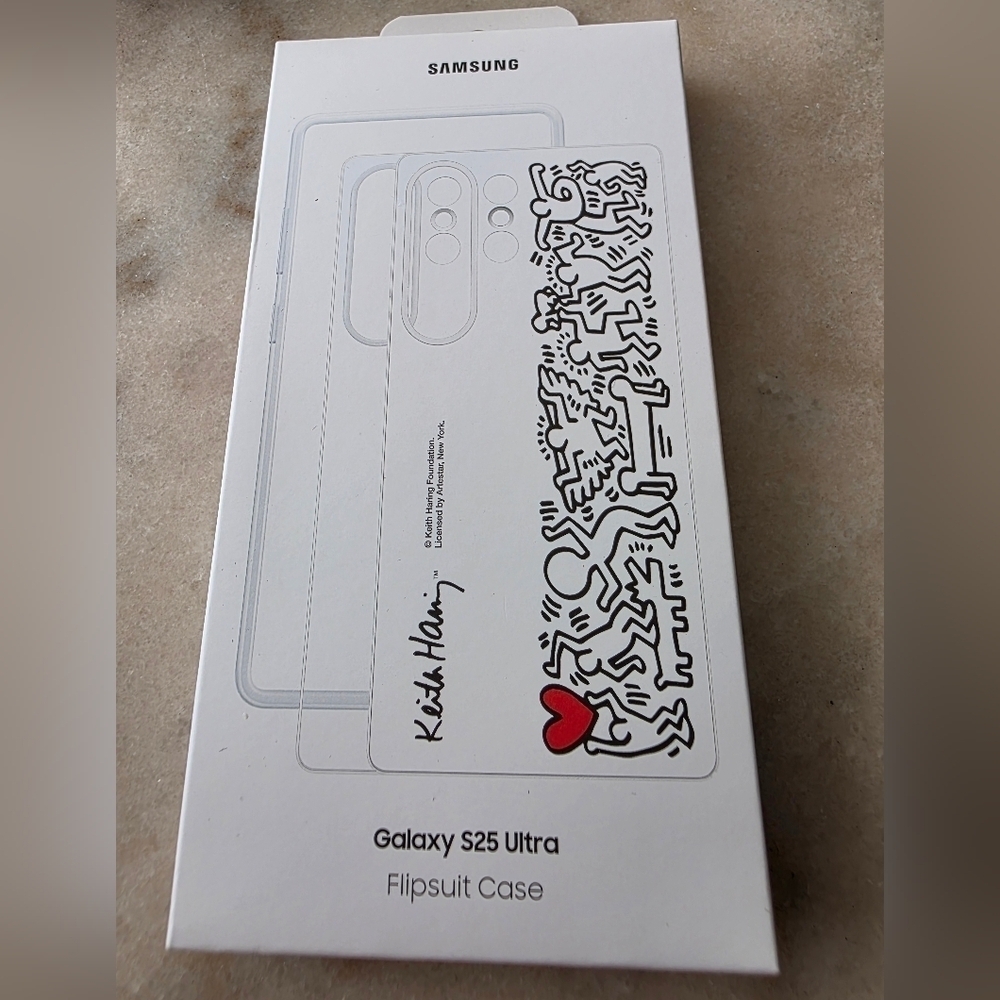 SAMSUNG
© Keith Haring Foundation.
Licensed by Artestar, New York.
Keith Haring™
Galaxy S25 Ultra
Flipsuit Case